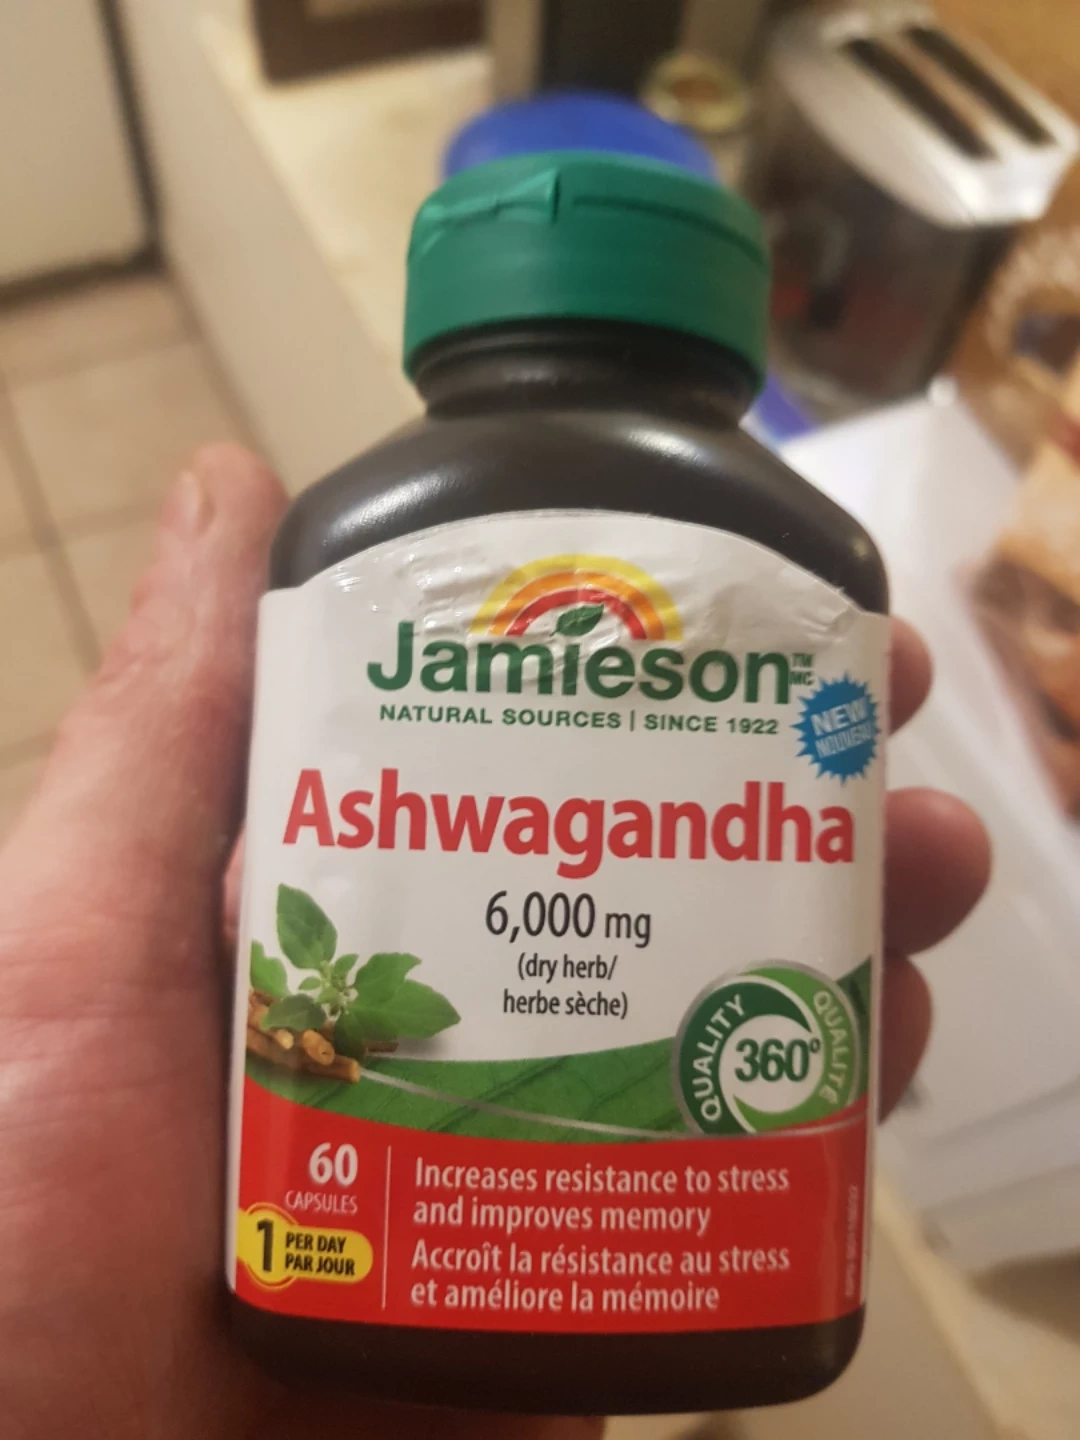 Jamieson™ MC
NATURAL SOURCES | SINCE 1922
NEW
NOUVEAU
Ashwagandha
6,000 mg
(dry herb/
herbe sèche)
QUALITY 360° QUALITÉ
60
CAPSULES
1 PER DAY
PAR JOUR
Increases resistance to stress
and improves memory
Accroît la résistance au stress
et améliore la mémoire